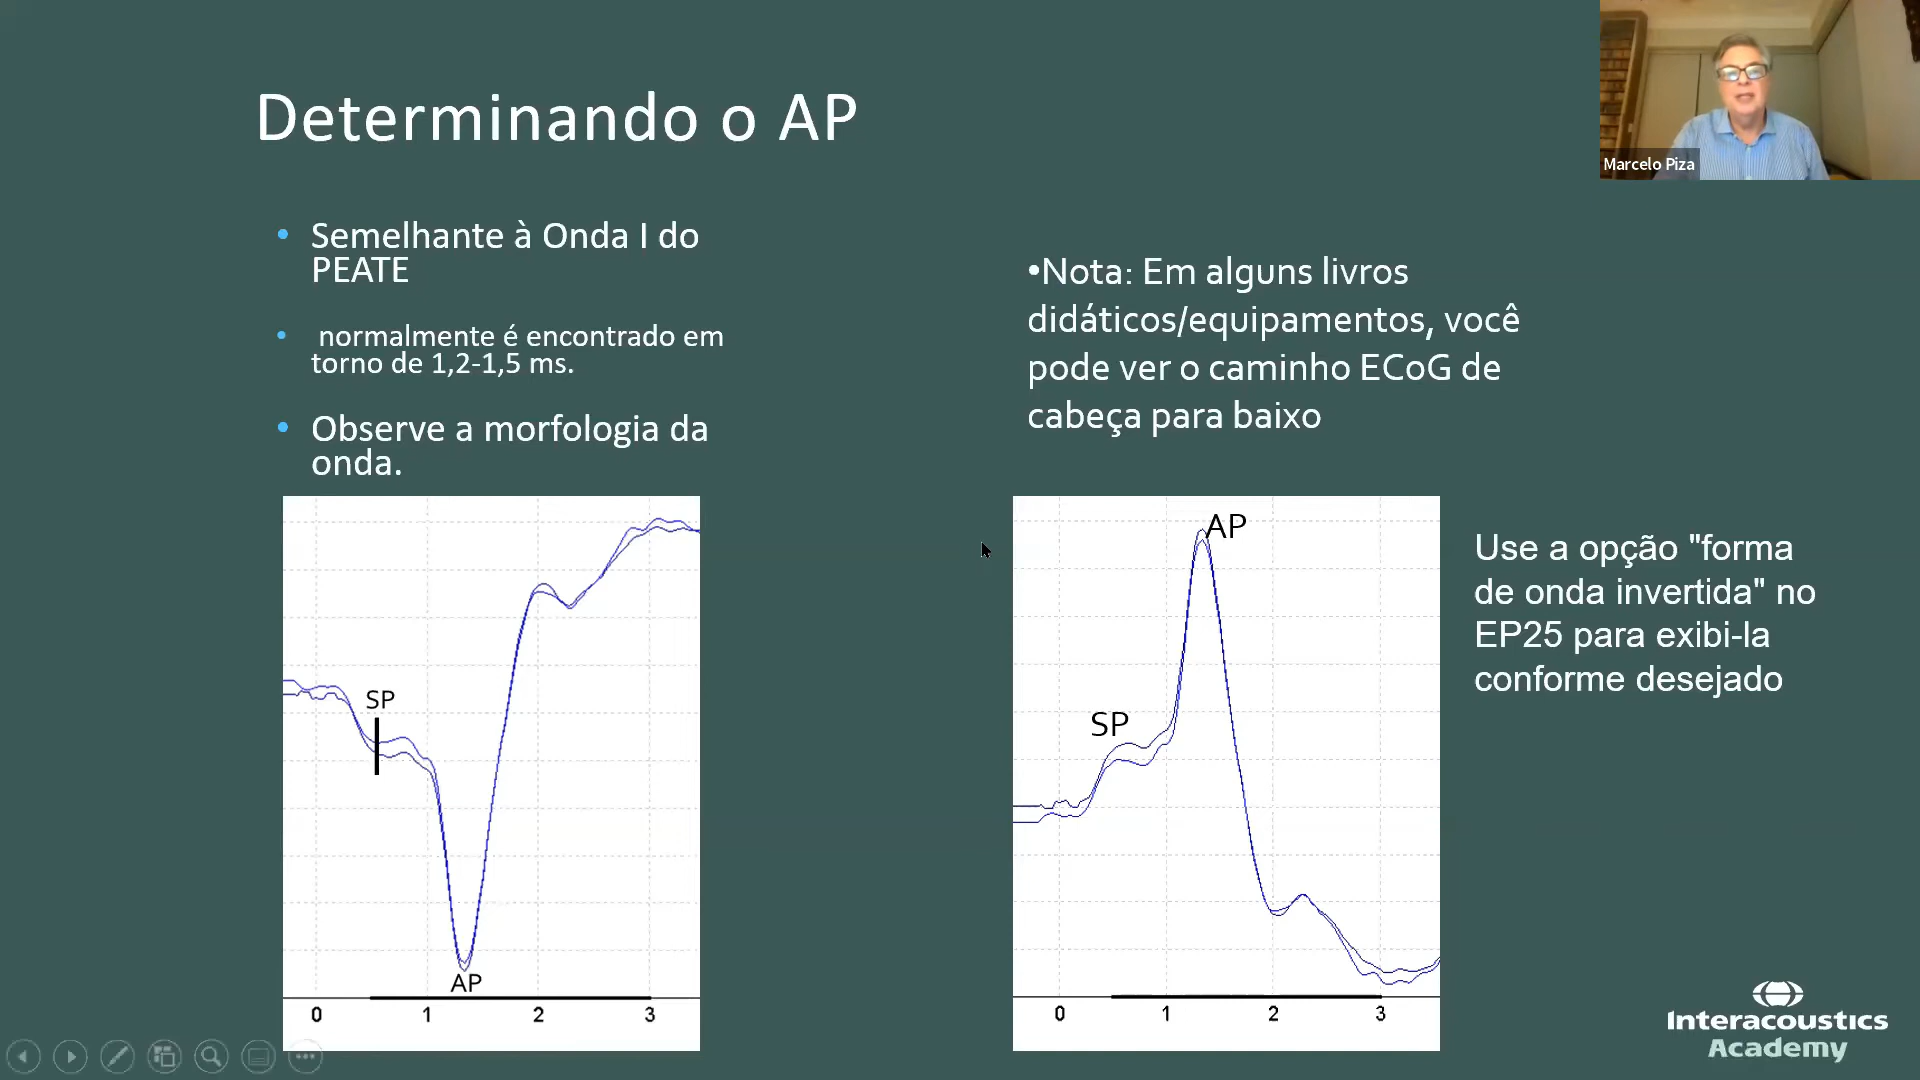 Marcelo Piza
Determinando o AP
• Semelhante à Onda I do
PEATE
• normalmente é encontrado em
torno de 1,2-1,5 ms.
• Observe a morfologia da
onda.
•Nota: Em alguns livros
didáticos/equipamentos, você
pode ver o caminho ECoG de
cabeça para baixo
SP
AP
0 1 2 3
AP
SP
0 1 2 3
Use a opção "forma
de onda invertida" no
EP25 para exibi-la
conforme desejado
Interacoustics
Academy